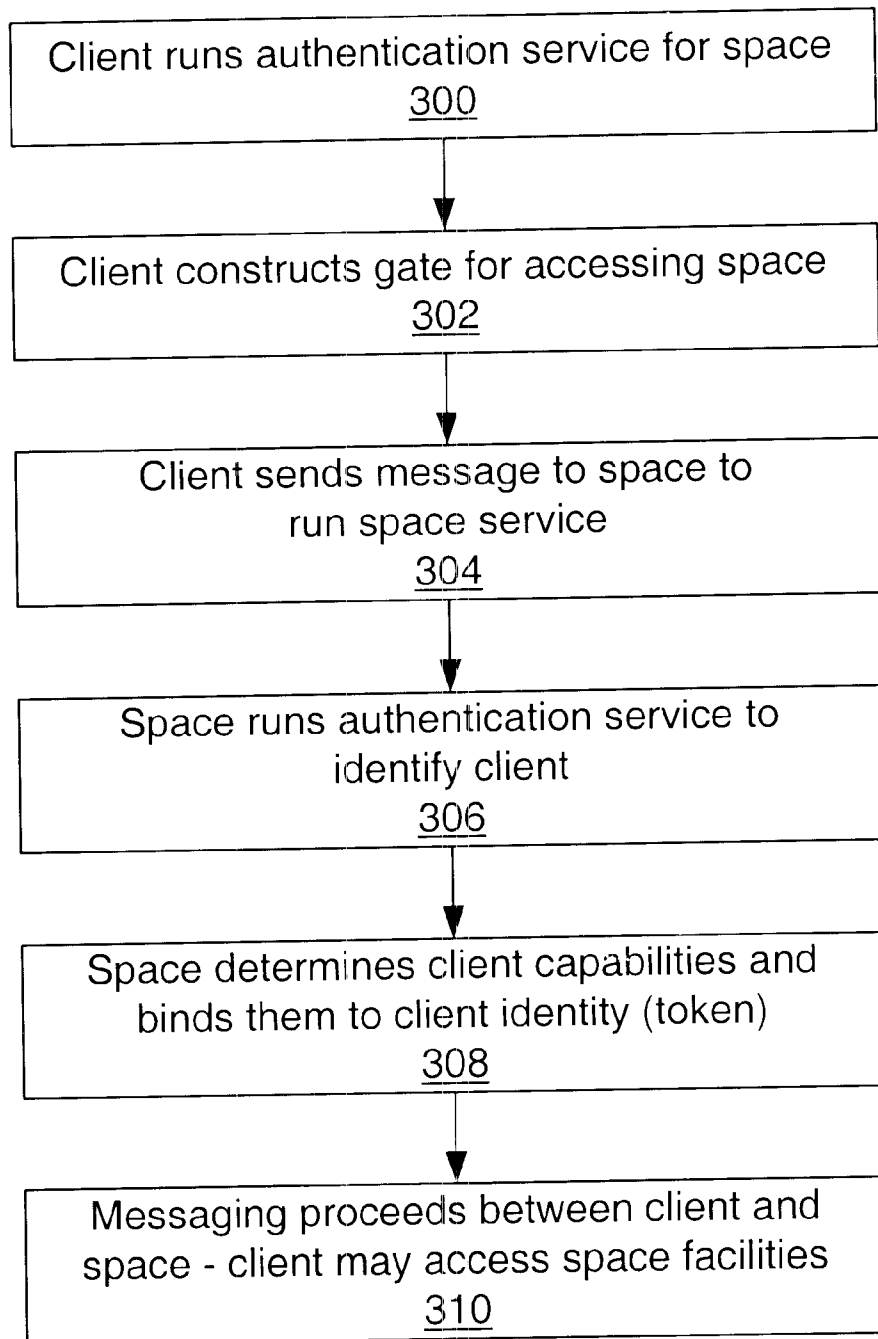 Client runs authentication service for space
300
Client constructs gate for accessing space
302
Client sends message to space to
run space service
304
Space runs authentication service to
identify client
306
Space determines client capabilities and
binds them to client identity (token)
308
Messaging proceeds between client and
space - client may access space facilities
310